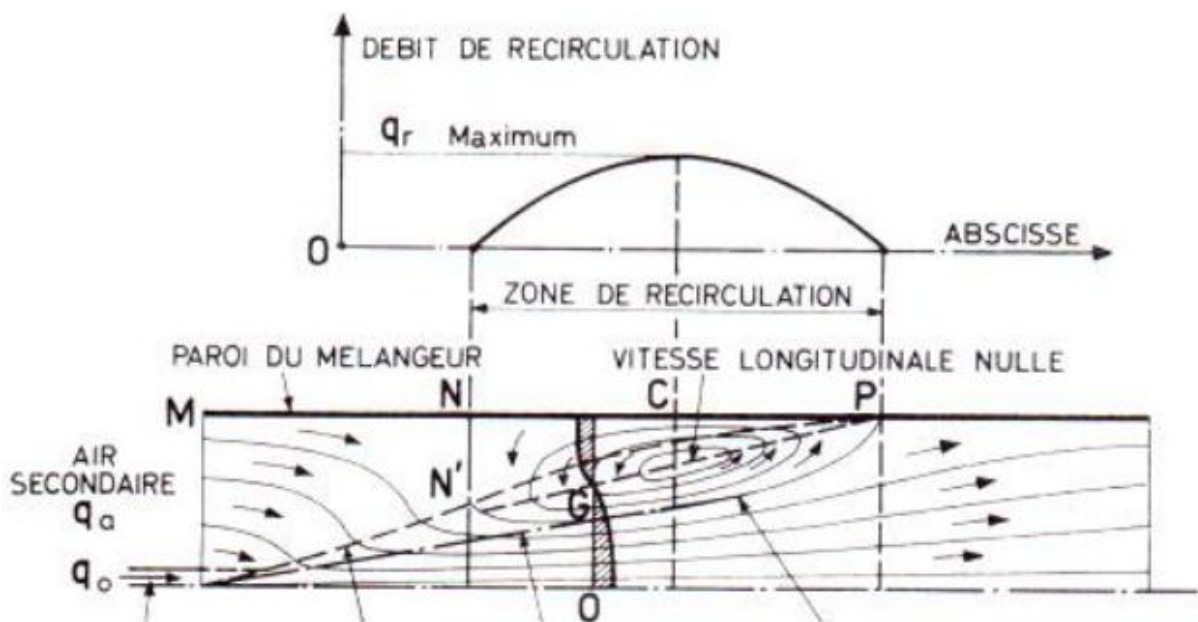 DEBIT DE RECIRCULATION
qr Maximum
O
ABSCISSE
ZONE DE RECIRCULATION
PAROI DU MELANGEUR
VITESSE LONGITUDINALE NULLE
M
N
C
P
AIR
SECONDAIRE
qa
N'
G
qo
O